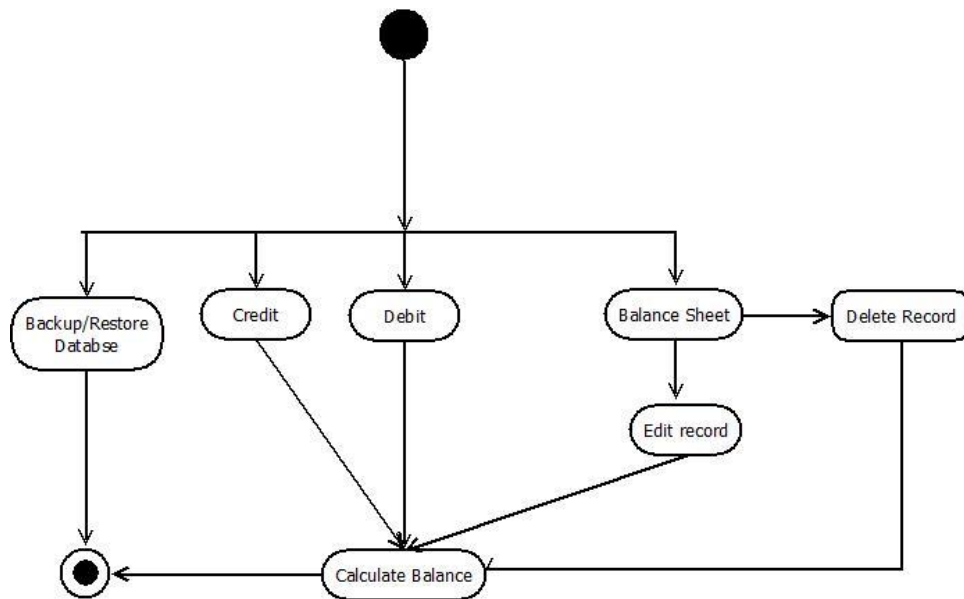 Backup/Restore
Databse
Credit
Debit
Balance Sheet
Delete Record
Edit record
Calculate Balance